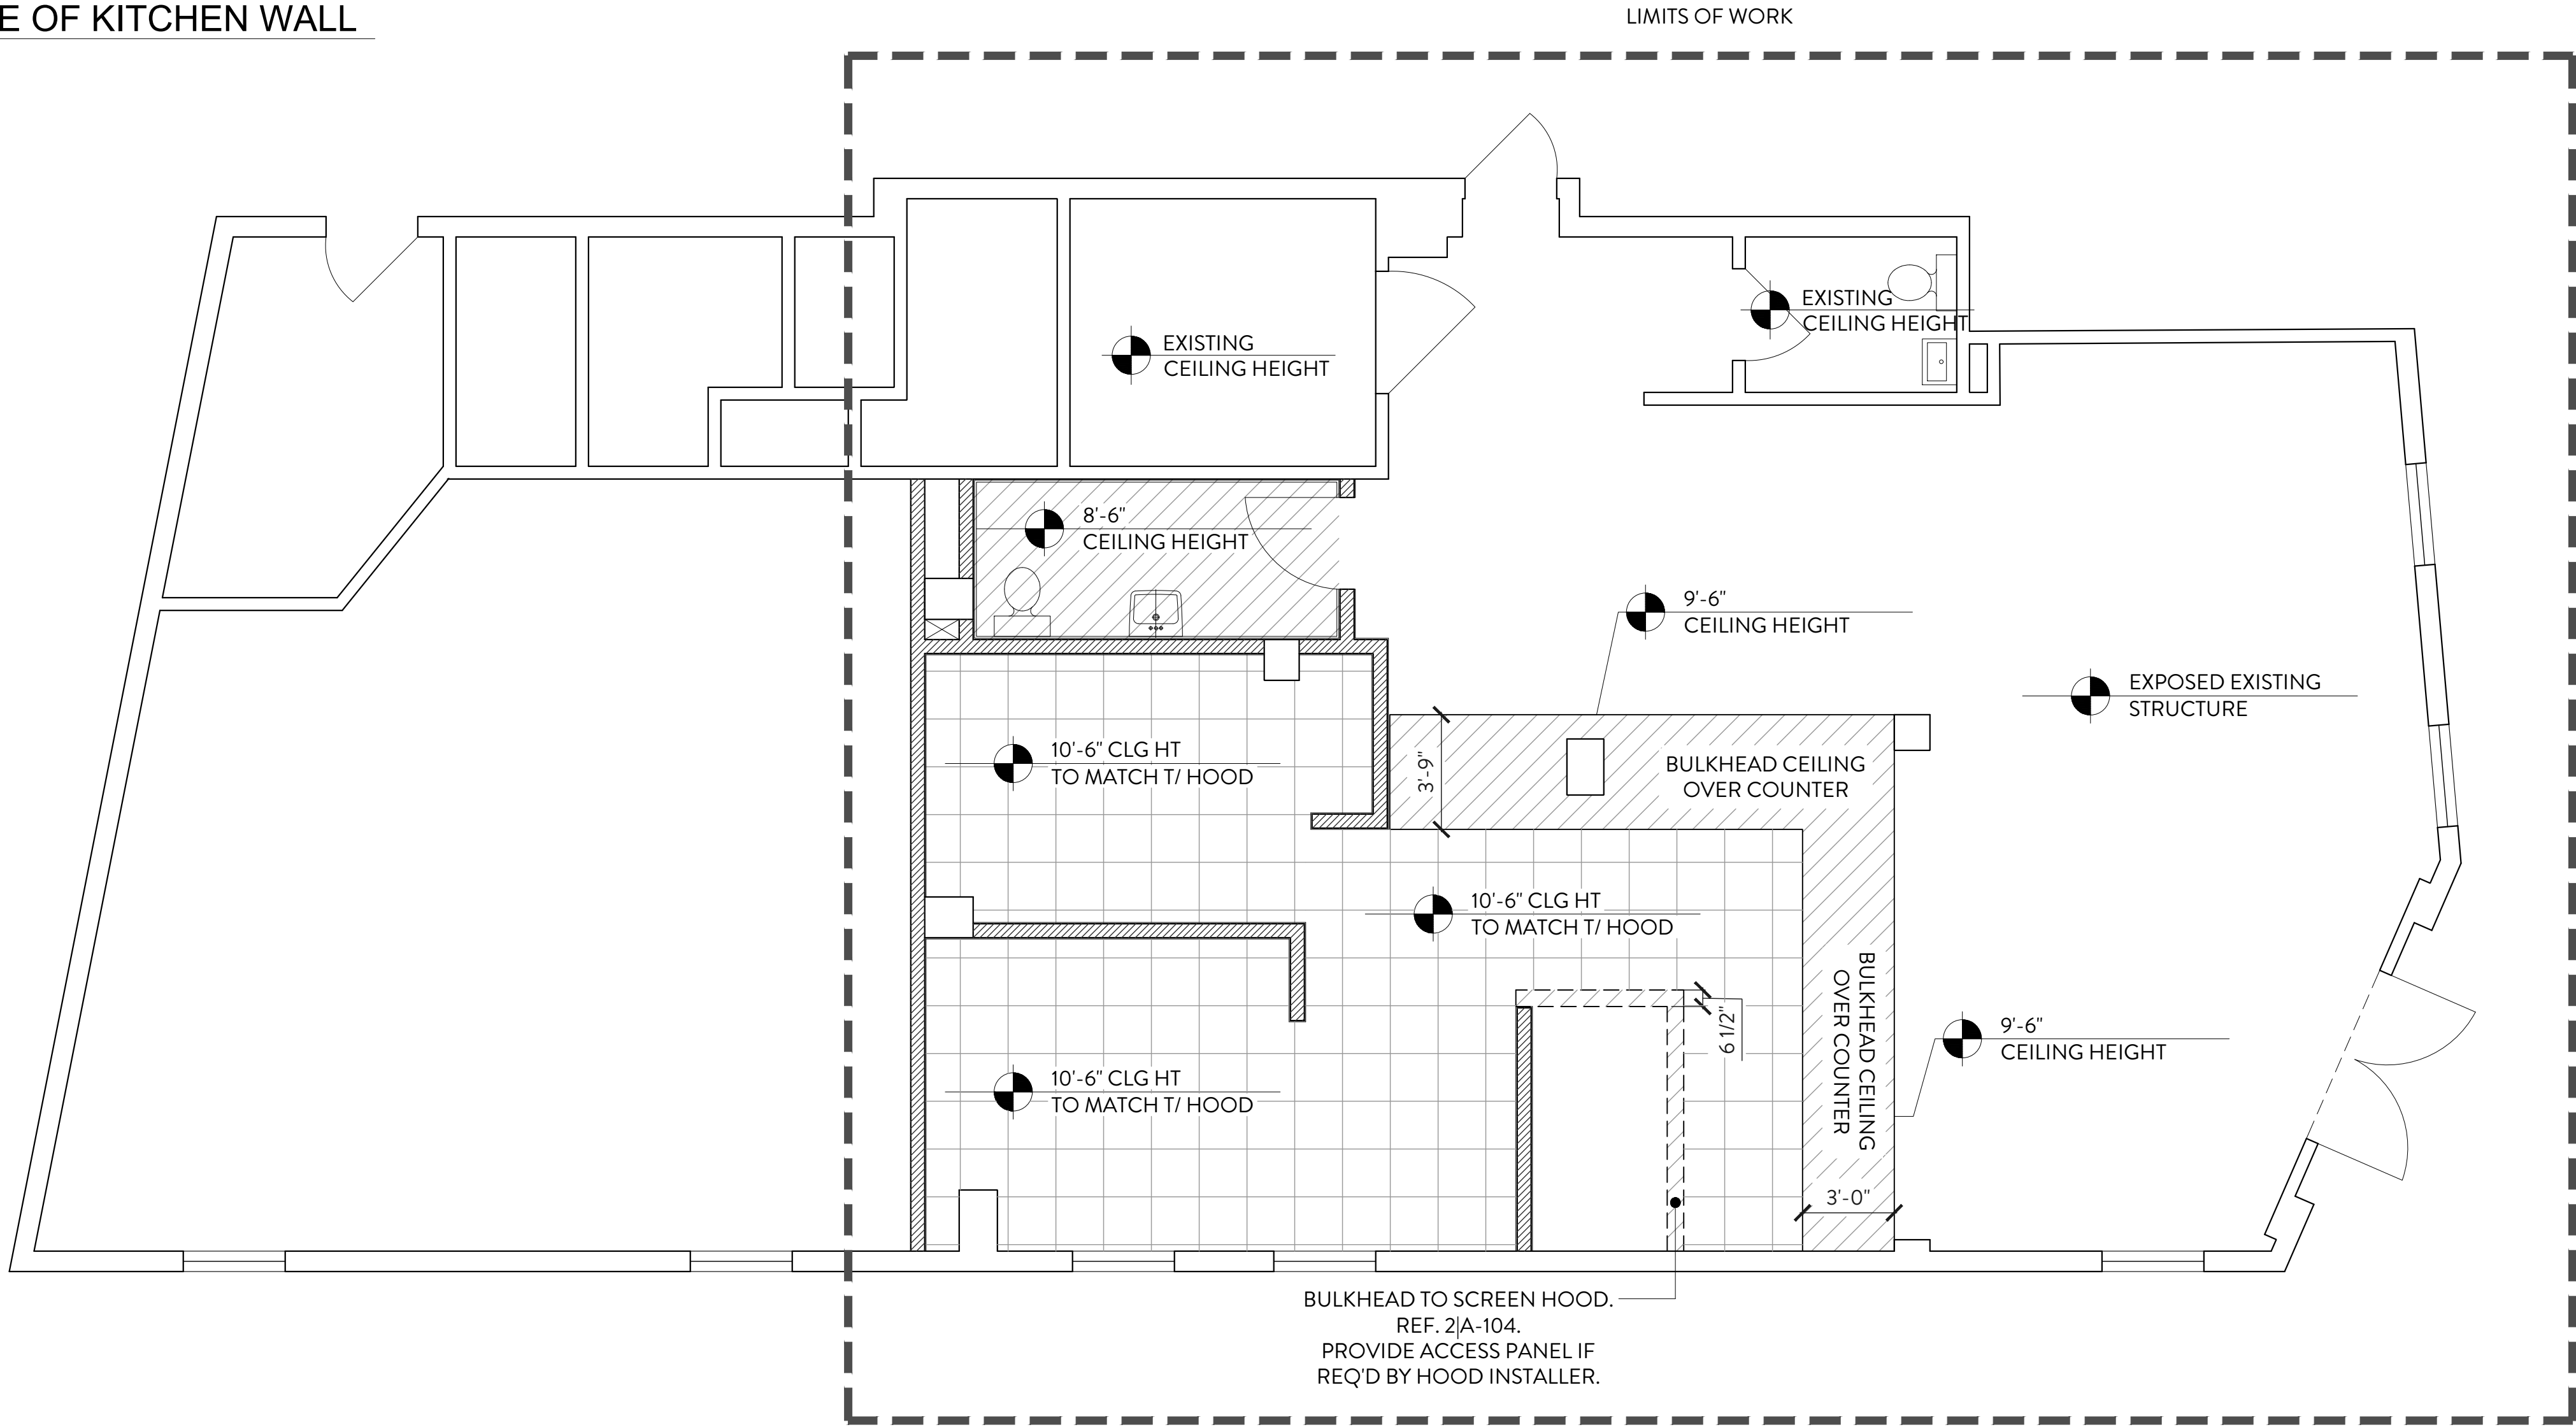 E OF KITCHEN WALL
LIMITS OF WORK
EXISTING
CEILING HEIGHT
EXISTING
CEILING HEIGHT
8'-6"
CEILING HEIGHT
9'-6"
CEILING HEIGHT
EXPOSED EXISTING
STRUCTURE
10'-6" CLG HT
TO MATCH T/ HOOD
3'-9"
BULKHEAD CEILING
OVER COUNTER
10'-6" CLG HT
TO MATCH T/ HOOD
BULKHEAD CEILING
OVER COUNTER
6 1/2"
9'-6"
CEILING HEIGHT
10'-6" CLG HT
TO MATCH T/ HOOD
3'-0"
BULKHEAD TO SCREEN HOOD.
REF. 2|A-104.
PROVIDE ACCESS PANEL IF
REQ'D BY HOOD INSTALLER.